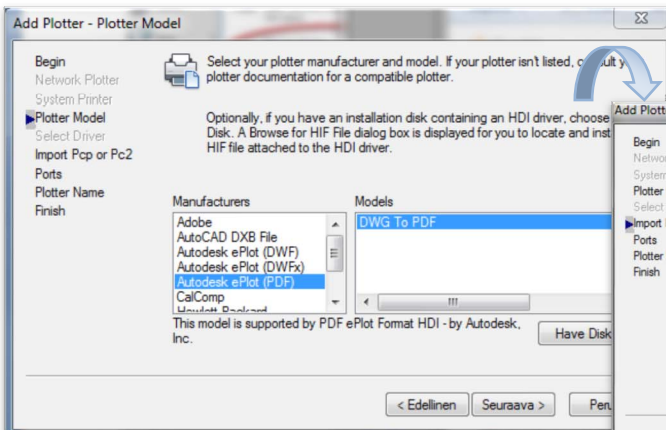 Add Plotter - Plotter Model
Begin
Network Plotter
System Printer
Plotter Model
Select Driver
Import Pcp or Pc2
Ports
Plotter Name
Finish
Select your plotter manufacturer and model. If your plotter isn't listed,
plotter documentation for a compatible plotter.
Optionally, if you have an installation disk containing an HDI driver, choose
Disk. A Browse for HIF File dialog box is displayed for you to locate and inst
HIF file attached to the HDI driver.
Manufacturers
Adobe
AutoCAD DXB File
Autodesk ePlot (DWF)
Autodesk ePlot (DWFx)
Autodesk ePlot (PDF)
CalComp
Hewlett Packard
Models
DWG To PDF
This model is supported by PDF ePlot Format HDI - by Autodesk,
Inc.
Have Disk
< Edellinen
Seuraava >
Peru
Add Plott
Begin
Networ
System
Plotter
Select
Import
Ports
Plotter
Finish